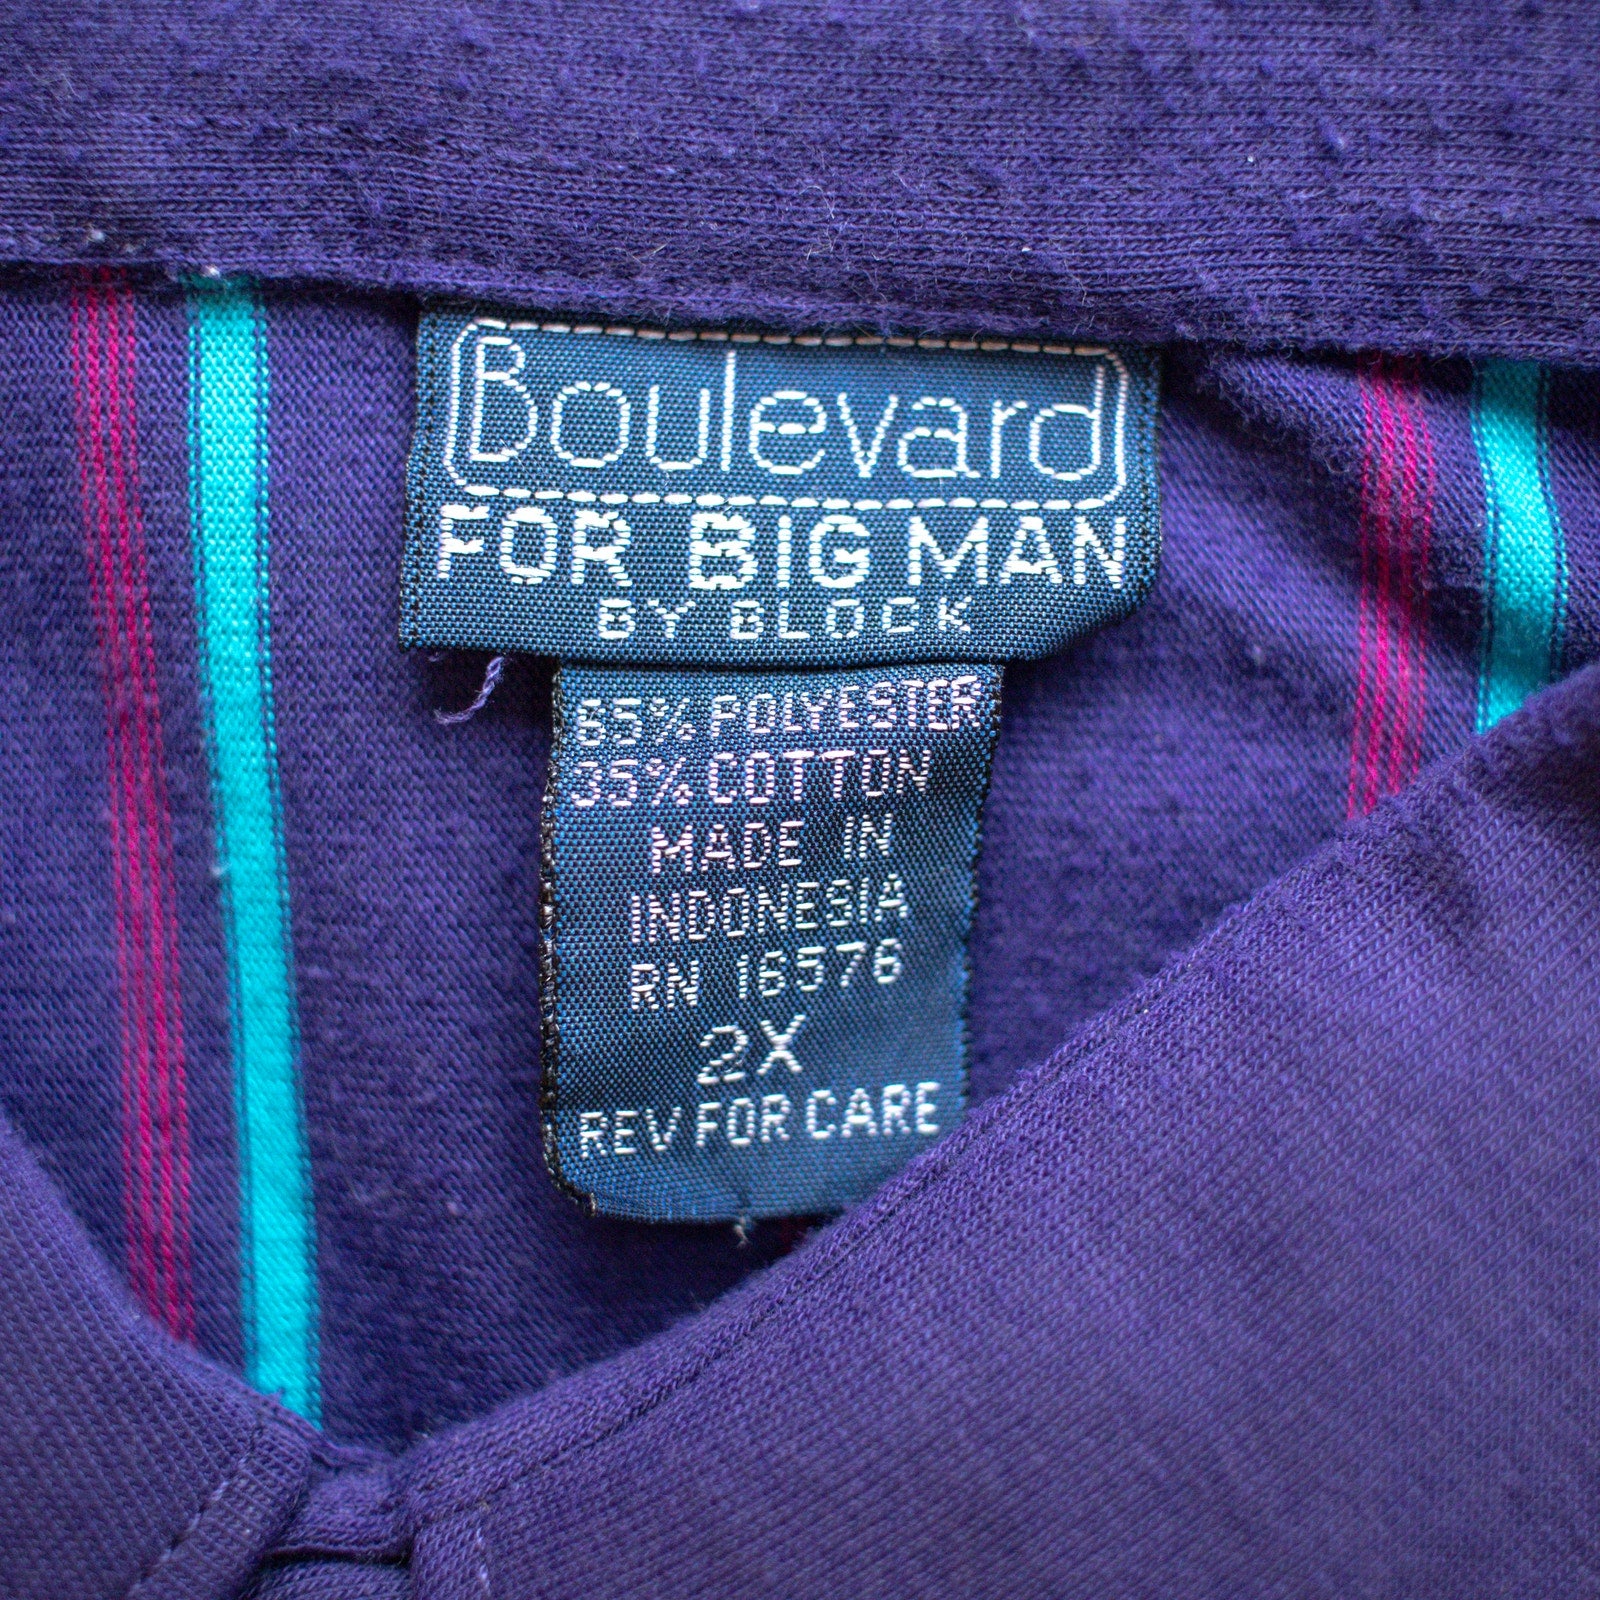 Boulevard
FOR BIG MAN
BY BLOCK
65% POLYESTER
35% COTTON
MADE IN
INDONESIA
RN 16576
2X
REV FOR CARE